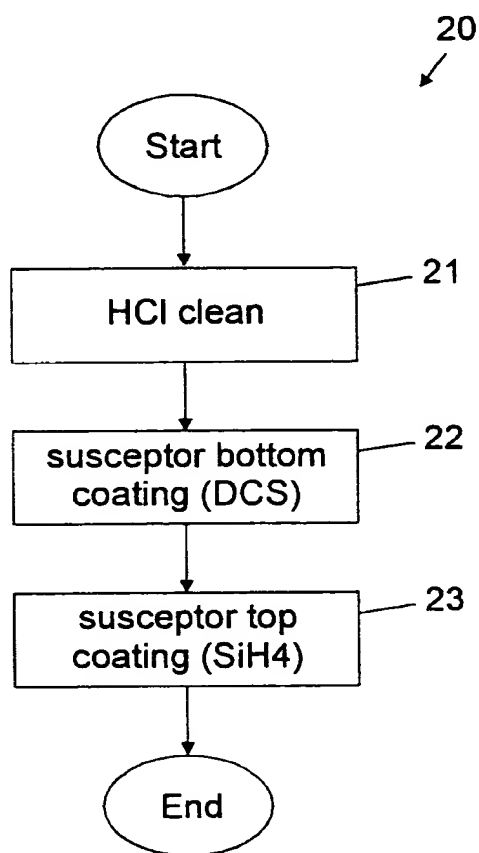 20
Start
HCl clean
21
susceptor bottom
coating (DCS)
22
susceptor top
coating (SiH4)
23
End